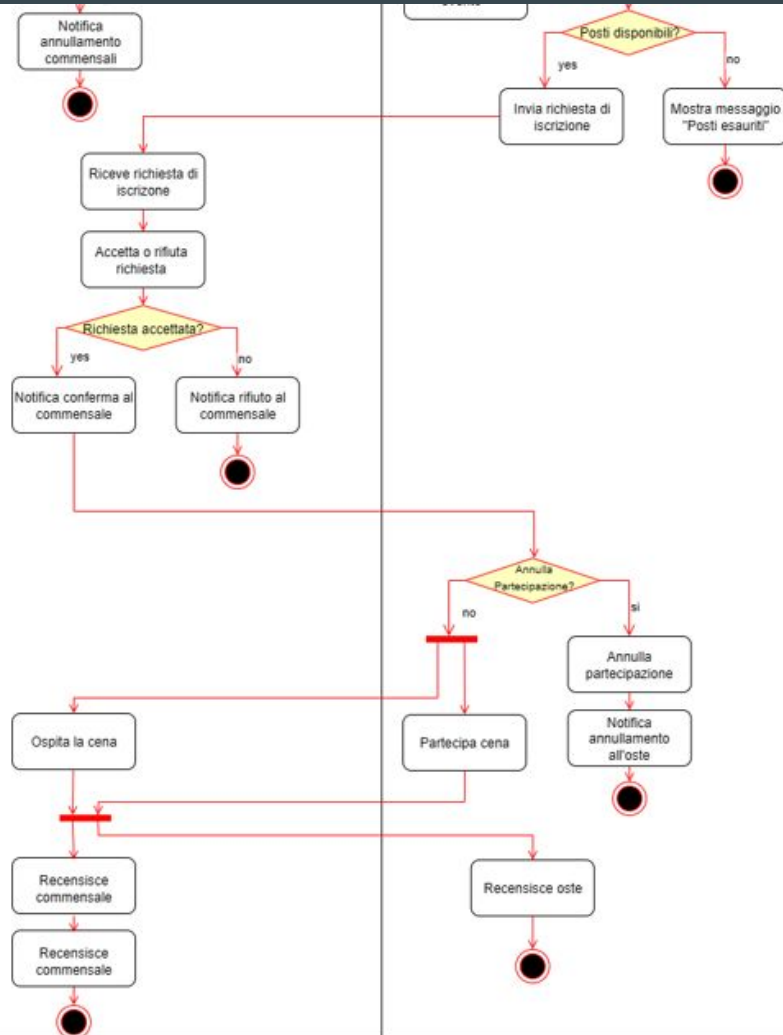 Notifica
annullamento
commensali
Posti disponibili?
yes
no
Invia richiesta di
iscrizione
Mostra messaggio
"Posti esauriti"
Riceve richiesta di
iscrizone
Accetta o rifiuta
richiesta
Richiesta accettata?
yes
no
Notifica conferma al
commensale
Notifica rifiuto al
commensale
Annulla
Partecipazione?
no
si
Annulla
partecipazione
Ospita la cena
Partecipa cena
Notifica
annullamento
all'oste
Recensisce
commensale
Recensisce oste
Recensisce
commensale